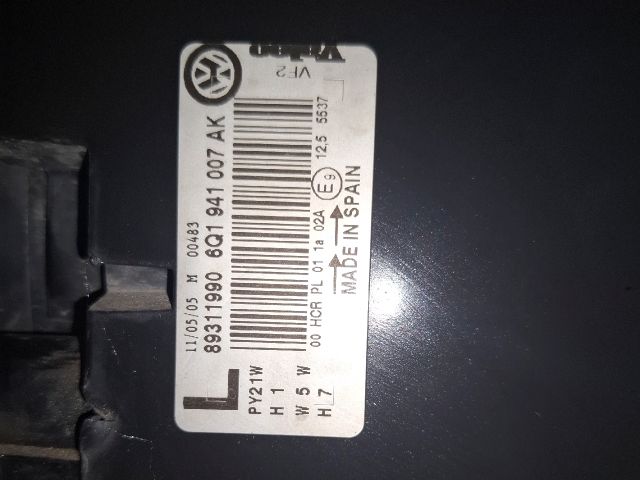 L
11/05/05 M 00483
89311990 6Q1 941 007 AK
PY21W
H1
W5W
H7
00 HCR PL 01 1a 02A E9 12,5 5537
MADE IN SPAIN
VF2
Valeo